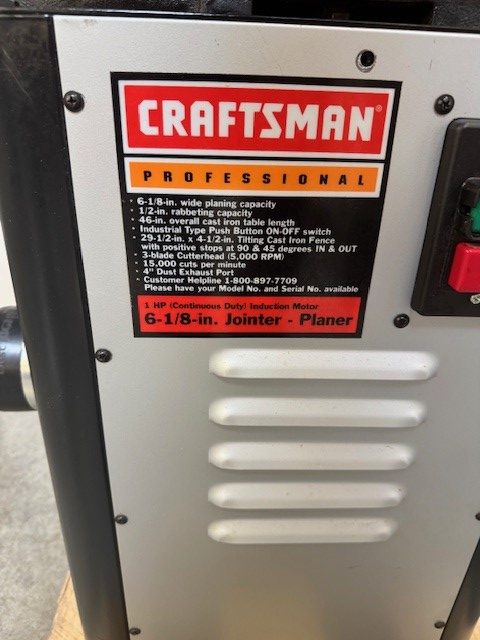 CRAFTSMAN®
PROFESSIONAL
· 6-1/8-in. wide planing capacity
· 1/2-in. rabbeting capacity
· 46-in. overall cast iron table length
· Industrial Type Push Button ON-OFF switch
· 29-1/2-in. x 4-1/2-in. Tilting Cast Iron Fence
with positive stops at 90 & 45 degrees IN & OUT
· 3-blade Cutterhead (5,000 RPM)
· 15,000 cuts per minute
· 4" Dust Exhaust Port
· Customer Helpline 1-800-897-7709
Please have your Model No. and Serial No. available
1 HP (Continuous Duty) Induction Motor
6-1/8-in. Jointer - Planer